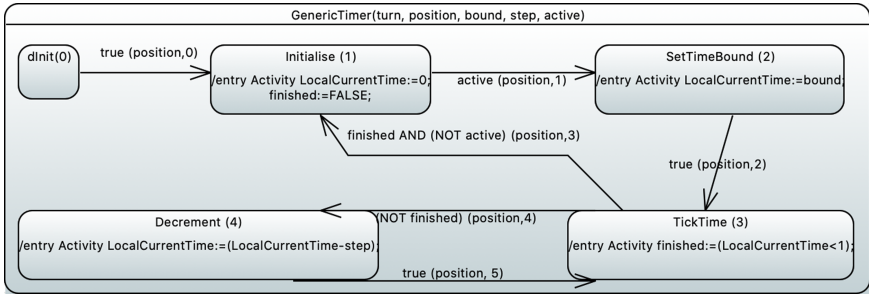 GenericTimer(turn, position, bound, step, active)
dInit(0)
true (position,0)
Initialise (1)
/entry Activity LocalCurrentTime:=0;
finished:=FALSE;
active (position,1)
SetTimeBound (2)
/entry Activity LocalCurrentTime:=bound;
finished AND (NOT active) (position,3)
true (position,2)
Decrement (4)
/entry Activity LocalCurrentTime:=(LocalCurrentTime-step);
(NOT finished) (position,4)
TickTime (3)
/entry Activity finished:=(LocalCurrentTime<1);
true (position, 5)